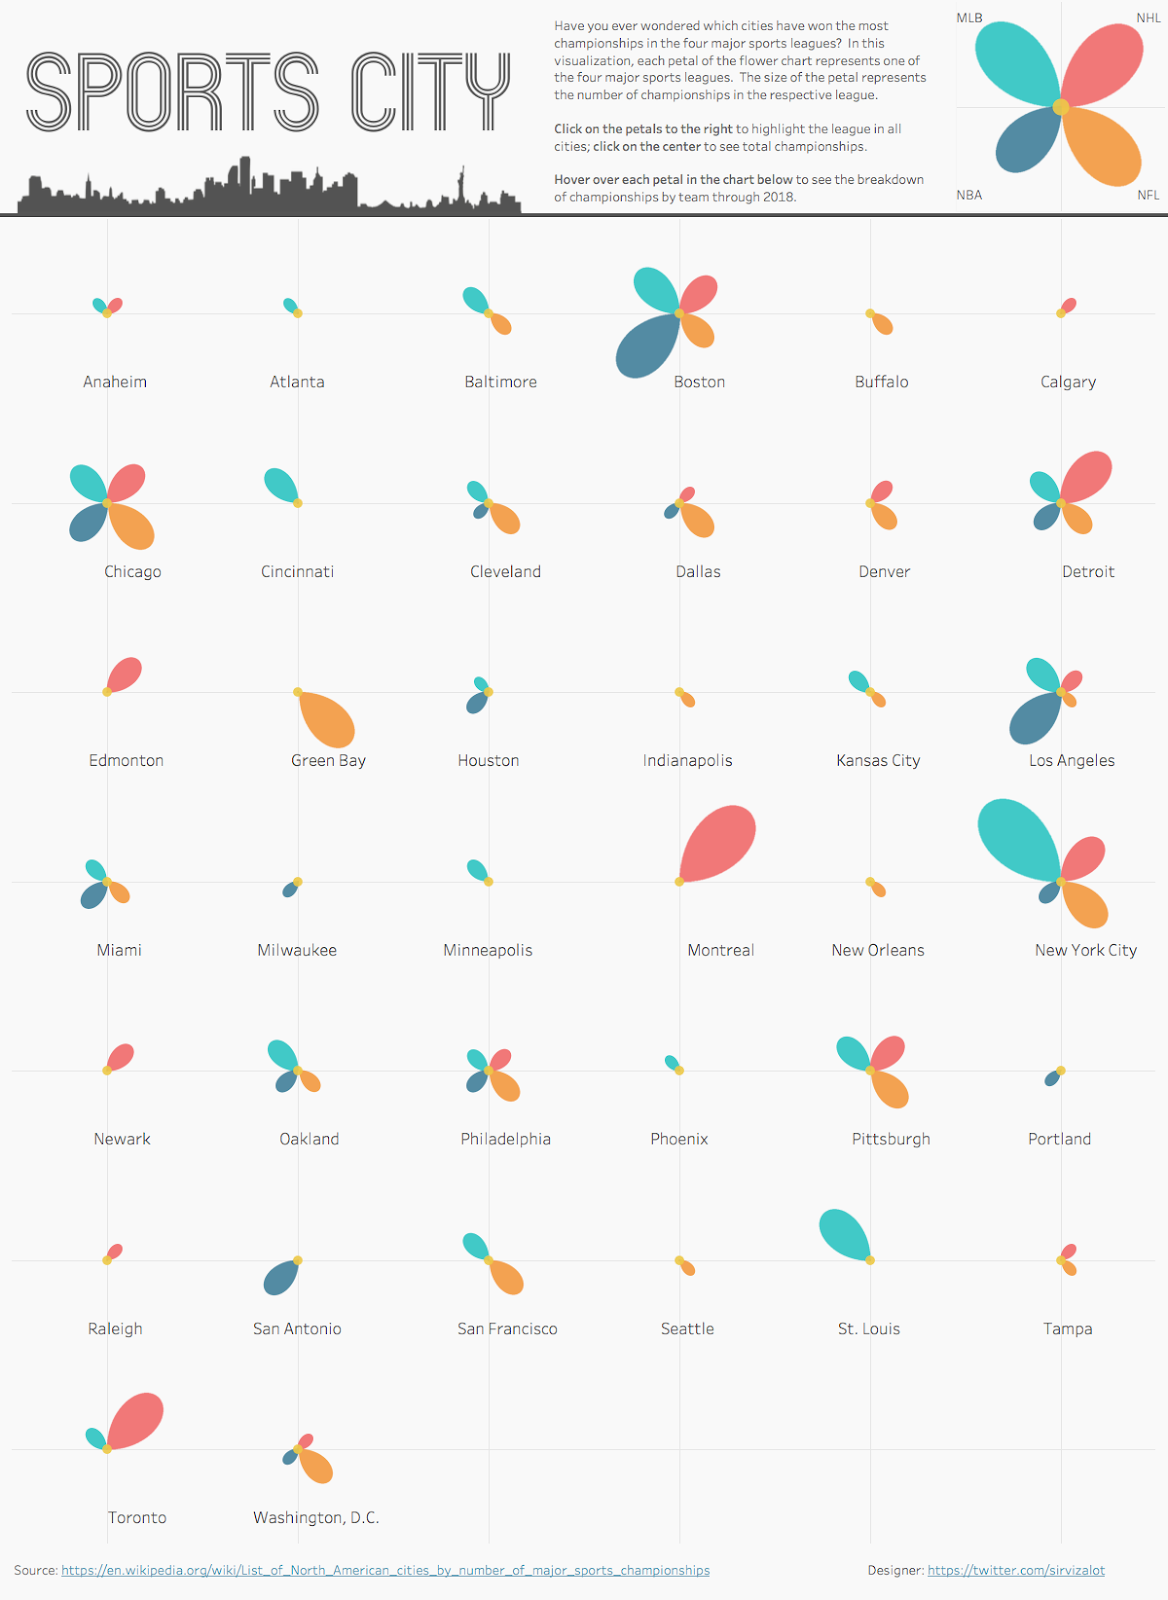 SPORTS CITY
Have you ever wondered which cities have won the most
championships in the four major sports leagues?  In this
visualization, each petal of the flower chart represents one of
the four major sports leagues.  The size of the petal represents
the number of championships in the respective league.
Click on the petals to the right to highlight the league in all
cities; click on the center to see total championships.
Hover over each petal in the chart below to see the breakdown
of championships by team through 2018.
MLB
NHL
NBA
NFL
Anaheim
Atlanta
Baltimore
Boston
Buffalo
Calgary
Chicago
Cincinnati
Cleveland
Dallas
Denver
Detroit
Edmonton
Green Bay
Houston
Indianapolis
Kansas City
Los Angeles
Miami
Milwaukee
Minneapolis
Montreal
New Orleans
New York City
Newark
Oakland
Philadelphia
Phoenix
Pittsburgh
Portland
Raleigh
San Antonio
San Francisco
Seattle
St. Louis
Tampa
Toronto
Washington, D.C.
Source: https://en.wikipedia.org/wiki/List_of_North_American_cities_by_number_of_major_sports_championships
Designer: https://twitter.com/sirvizalot